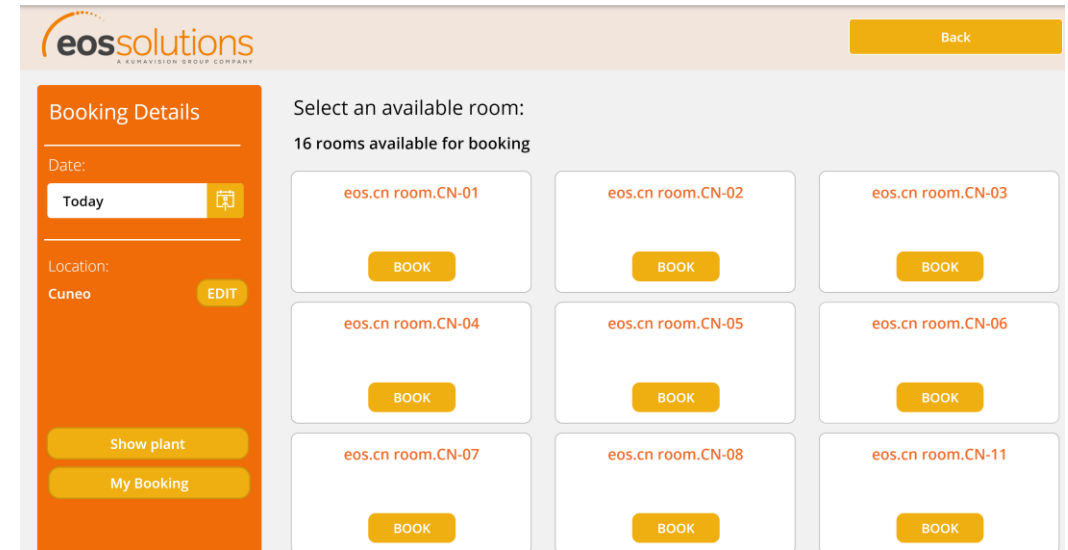 eossolutions
A KUMAVISION GROUP COMPANY
Back
Booking Details
Date:
Today
Location:
Cuneo
EDIT
Show plant
My Booking
Select an available room:
16 rooms available for booking
eos.cn room.CN-01
BOOK
eos.cn room.CN-02
BOOK
eos.cn room.CN-03
BOOK
eos.cn room.CN-04
BOOK
eos.cn room.CN-05
BOOK
eos.cn room.CN-06
BOOK
eos.cn room.CN-07
BOOK
eos.cn room.CN-08
BOOK
eos.cn room.CN-11
BOOK